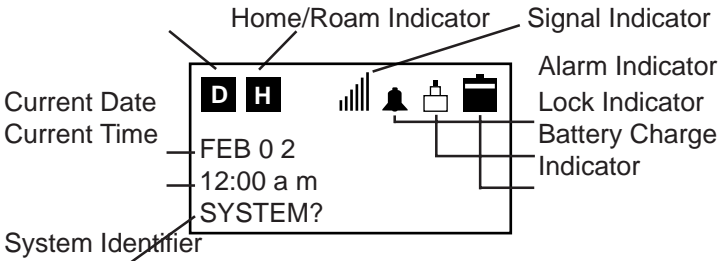 Home/Roam Indicator
Signal Indicator
D H
Alarm Indicator
Current Date
Lock Indicator
Current Time
Battery Charge
Indicator
FEB 0 2
12:00 a m
SYSTEM?
System Identifier